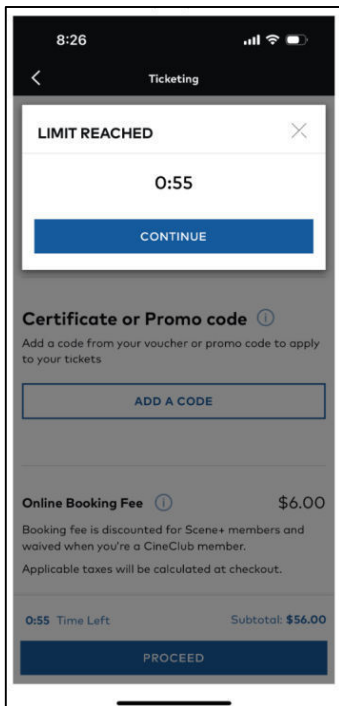 8:26
Ticketing
LIMIT REACHED
0:55
CONTINUE
Certificate or Promo code
Add a code from your voucher or promo code to apply
to your tickets
ADD A CODE
Online Booking Fee $6.00
Booking fee is discounted for Scene+ members and
waived when you're a CineClub member.
Applicable taxes will be calculated at checkout.
0:55 Time Left Subtotal: $56.00
PROCEED